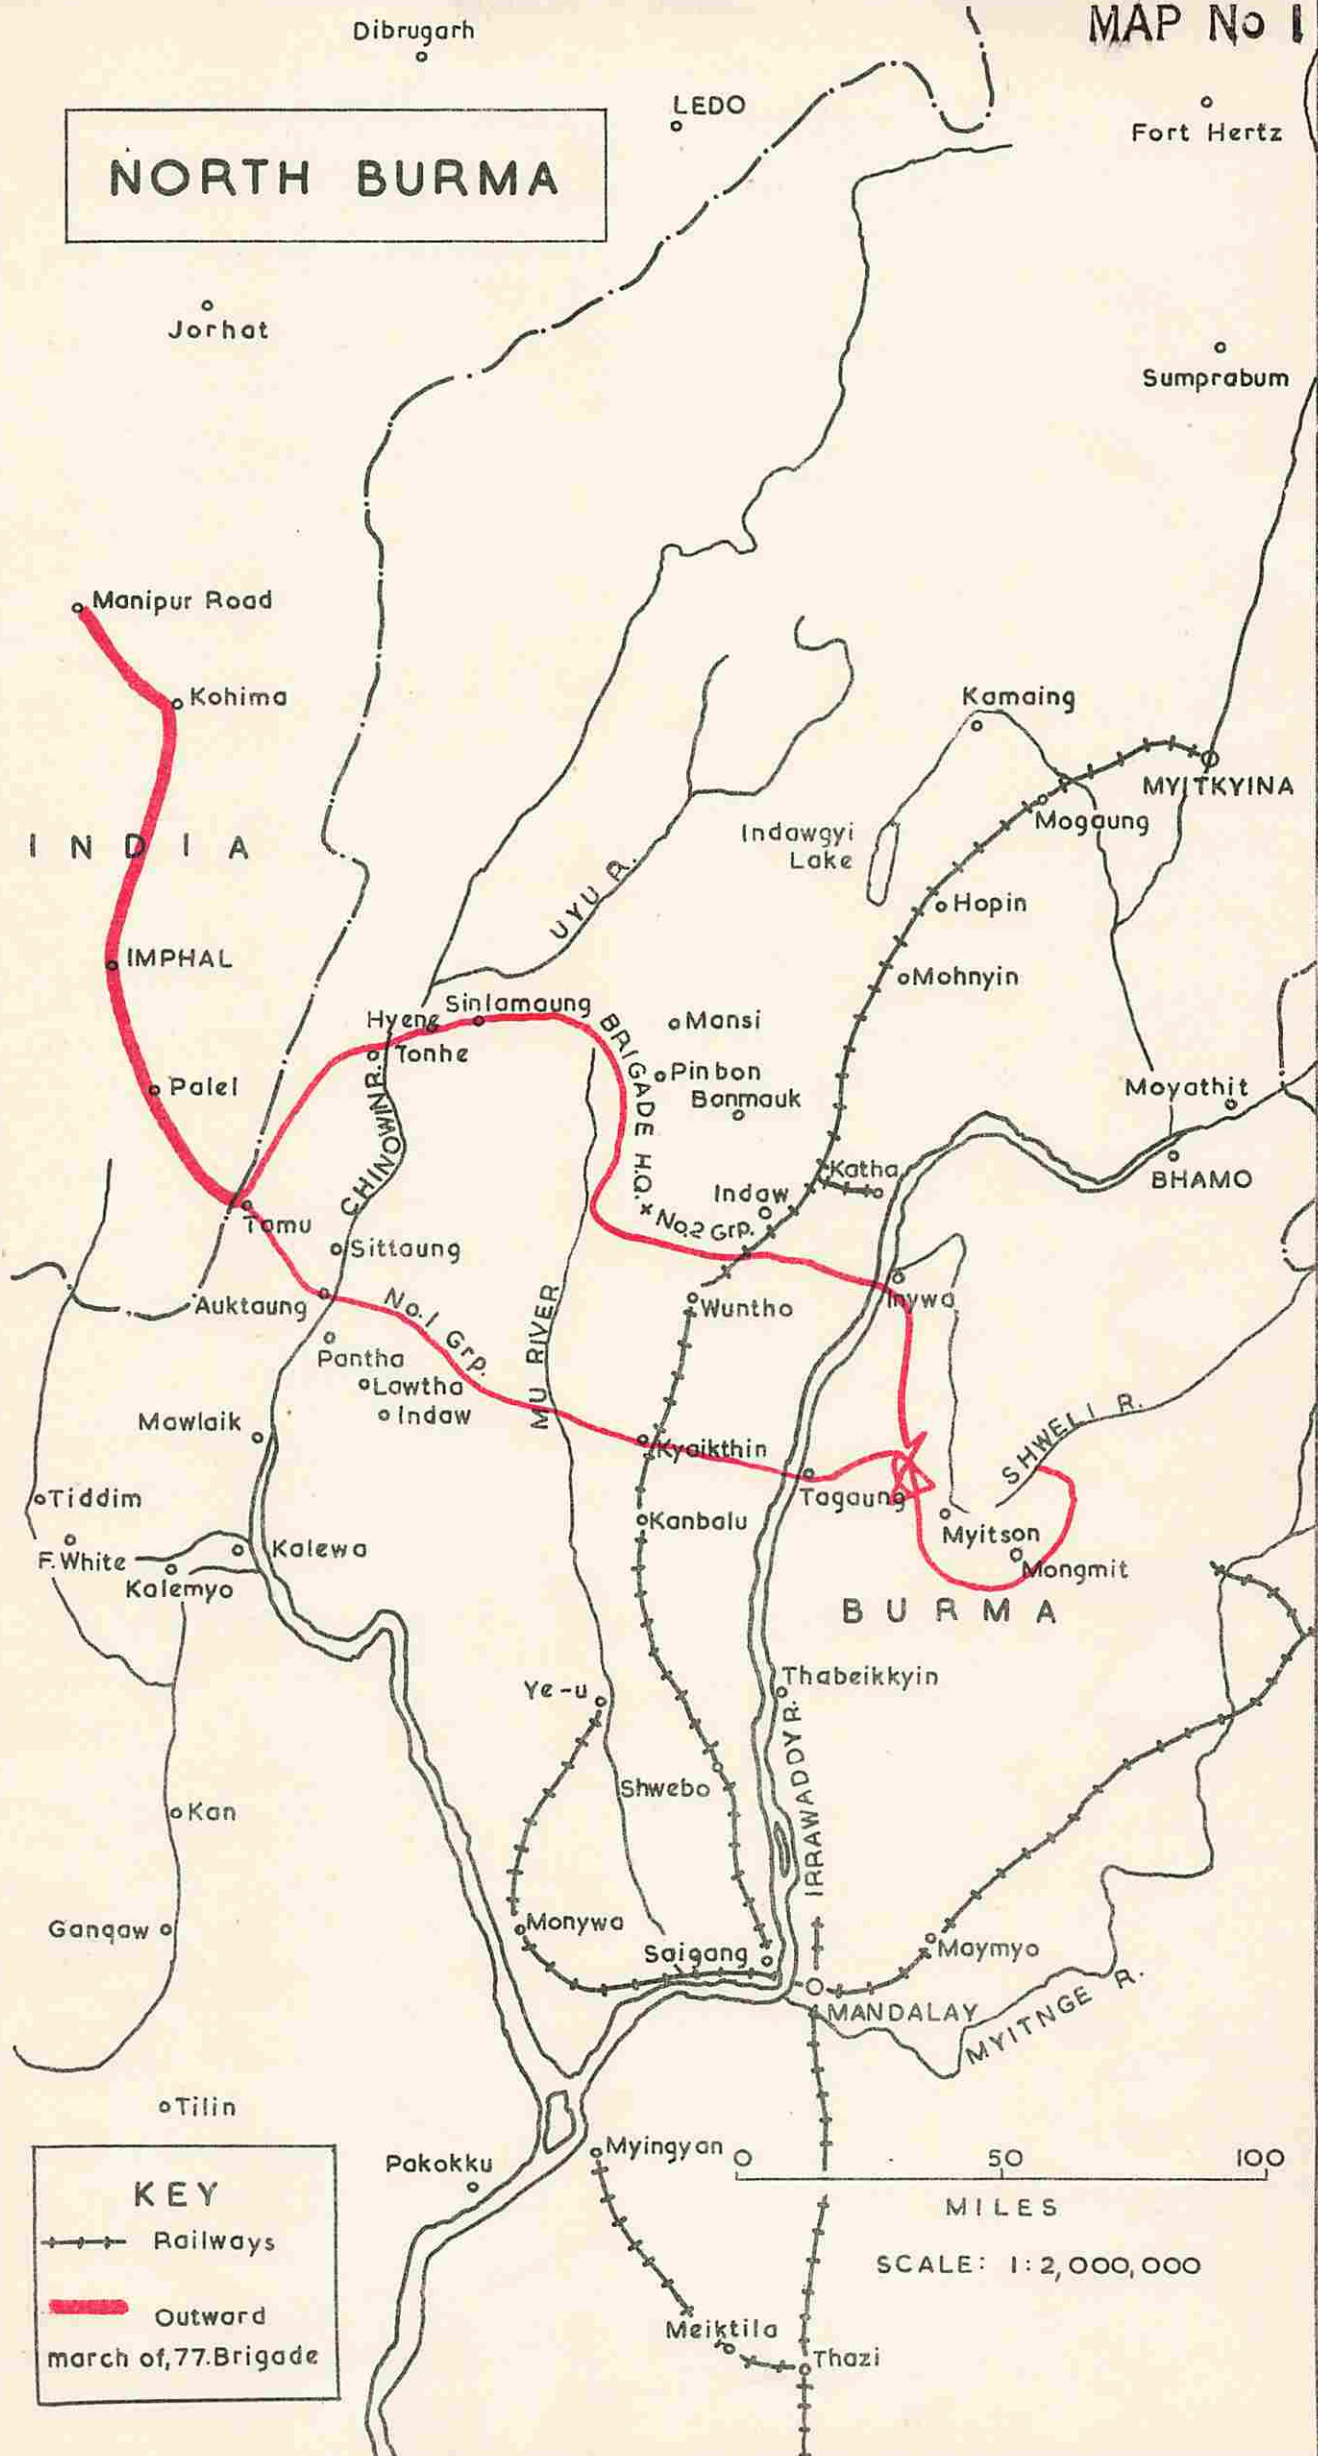 MAP No 1
Dibrugarh
LEDO
Fort Hertz
NORTH BURMA
Jorhat
Sumprabum
Manipur Road
Kohima
Kamaing
MYITKYINA
Mogaung
Indawgyi
Lake
INDIA
UYU R.
Hopin
IMPHAL
Mohnyin
Sinlamaung
Hyeng
Mansi
Tonhe
BRIGADE H.Q.
Pinbon
Palel
Banmauk
Moyathit
CHINDWIN R.
Katha
BHAMO
Indaw
No.2 Grp.
Tamu
Sittaung
Auktaung
No.1 Grp.
Inywa
Wuntho
MU RIVER
Pantha
Lawtha
Indaw
Mawlaik
SHWELI R.
Kyaikthin
Tiddim
Tagaung
Kanbalu
Myitson
F. White
Kalewa
Mongmit
Kalemyo
BURMA
Thabeikkyin
Ye-u
IRRAWADDY R.
Shwebo
Kan
Gangaw
Monywa
Saigang
Maymyo
MANDALAY
MYITNGE R.
Tilin
Myingyan
Pakokku
0 50 100
MILES
SCALE: 1:2,000,000
KEY
Railways
Outward
march of, 77. Brigade
Meiktila
Thazi